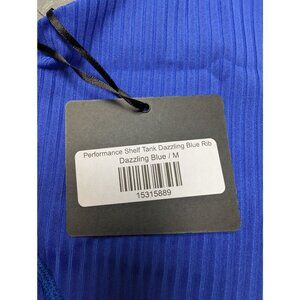 Performance Shelf Tank Dazzling Blue Rib
Dazzling Blue / M
15315889